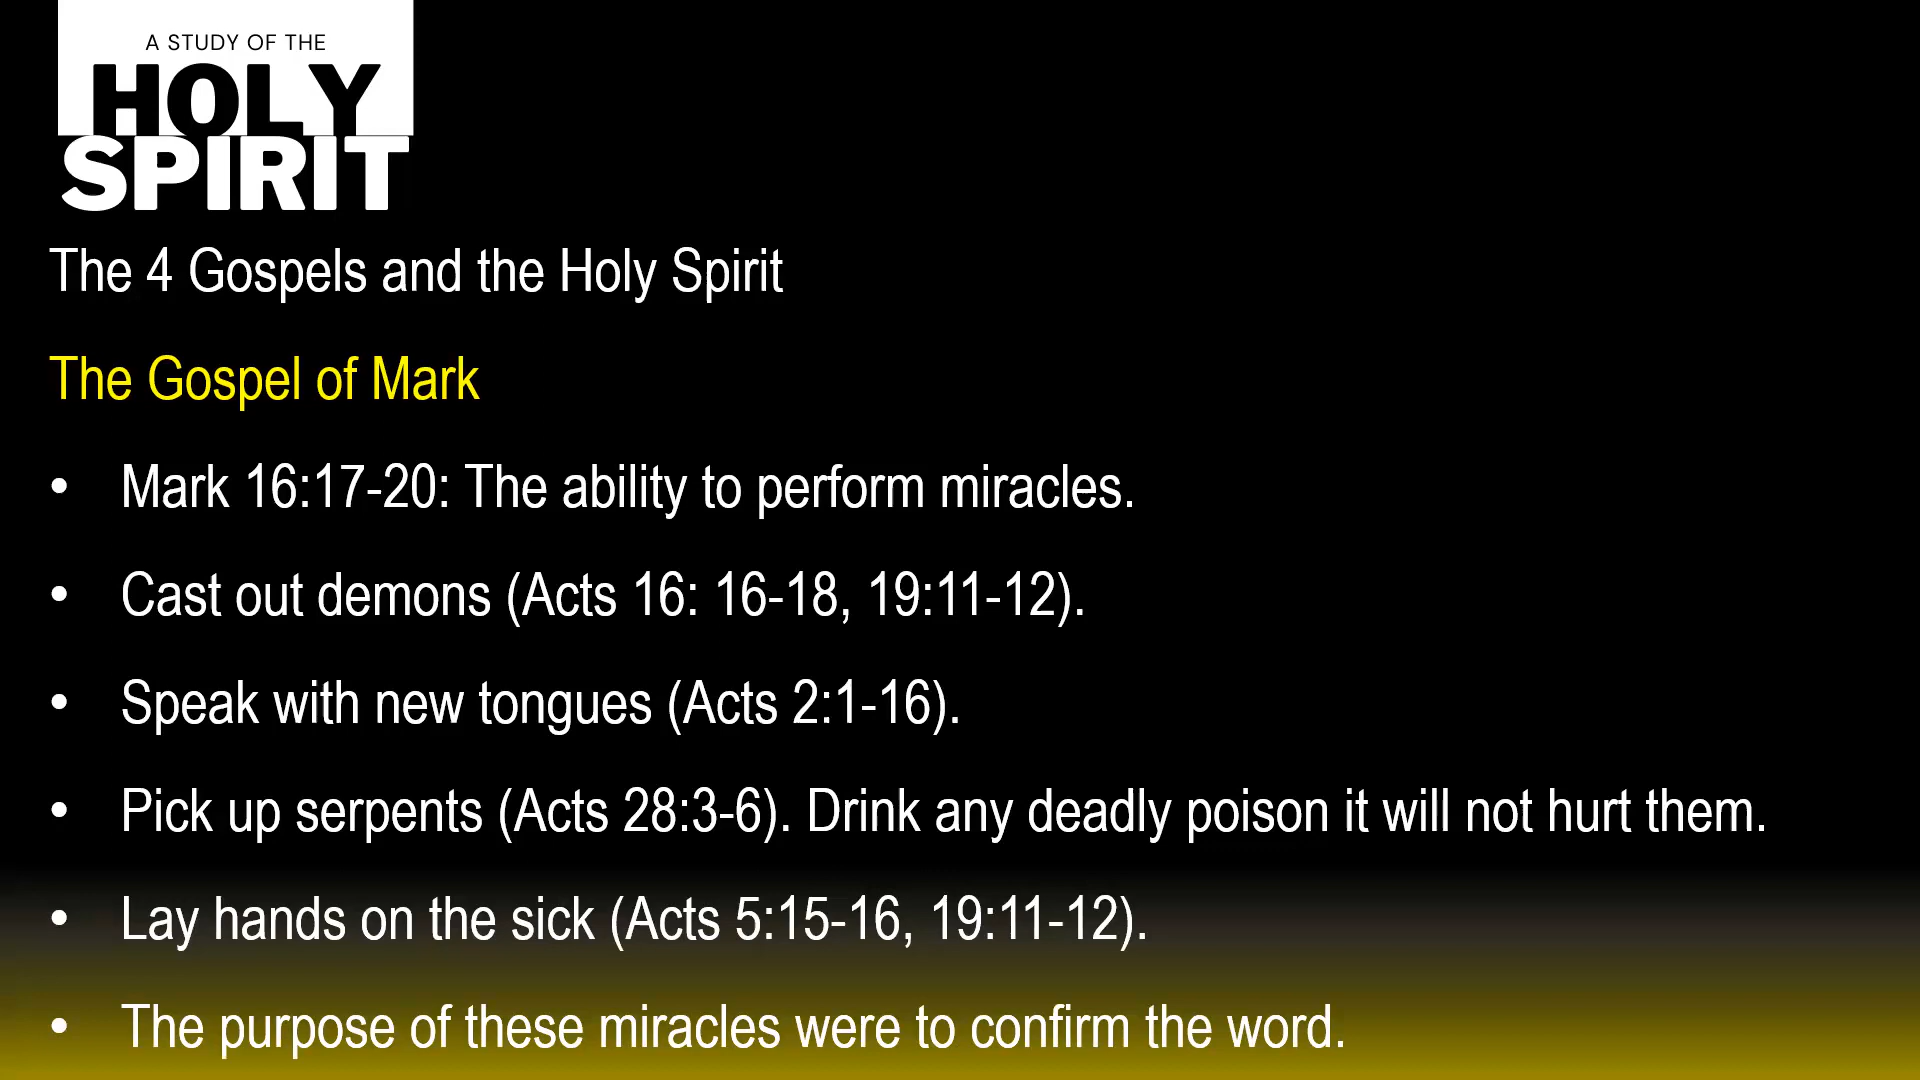 A STUDY OF THE
HOLY
SPIRIT
The 4 Gospels and the Holy Spirit
The Gospel of Mark
• Mark 16:17-20: The ability to perform miracles.
• Cast out demons (Acts 16: 16-18, 19:11-12).
• Speak with new tongues (Acts 2:1-16).
• Pick up serpents (Acts 28:3-6). Drink any deadly poison it will not hurt them.
• Lay hands on the sick (Acts 5:15-16, 19:11-12).
• The purpose of these miracles were to confirm the word.